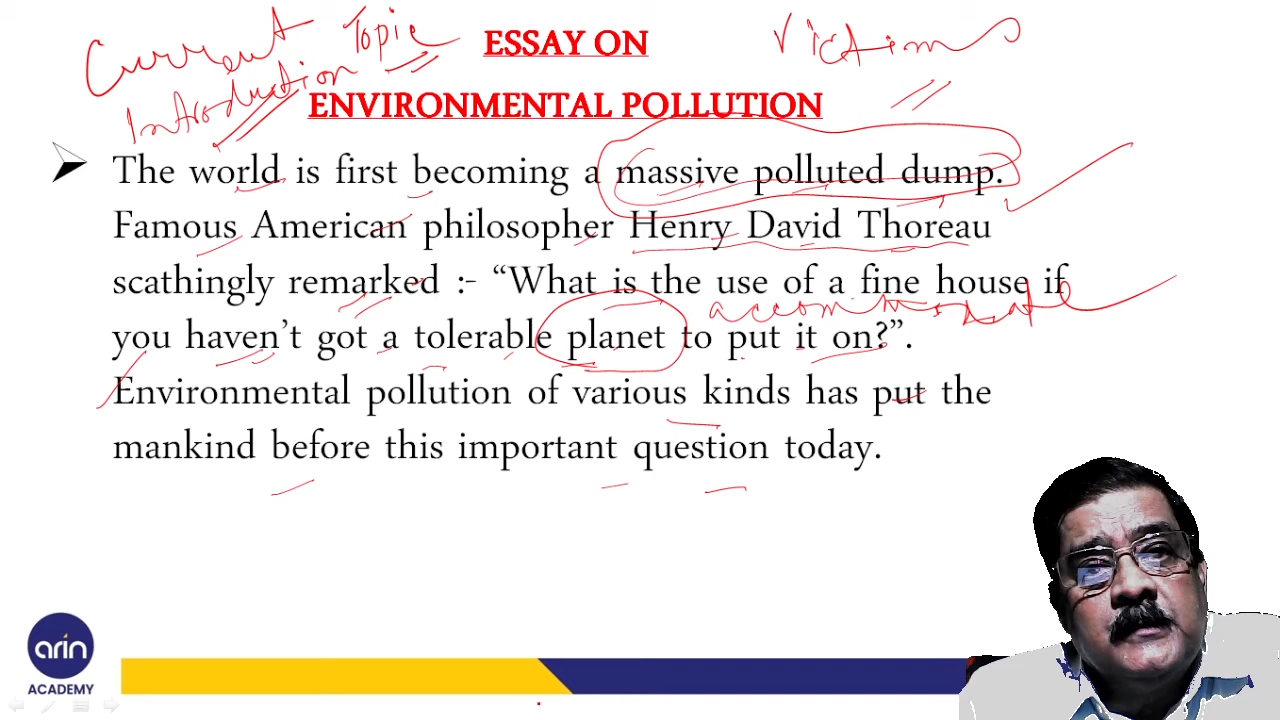 Current Topic
Introduction
Victims
ESSAY ON
ENVIRONMENTAL POLLUTION
The world is first becoming a massive polluted dump.
Famous American philosopher Henry David Thoreau
scathingly remarked :- “What is the use of a fine house if
accommodate
you haven’t got a tolerable planet to put it on?”.
Environmental pollution of various kinds has put the
mankind before this important question today.
arin
ACADEMY